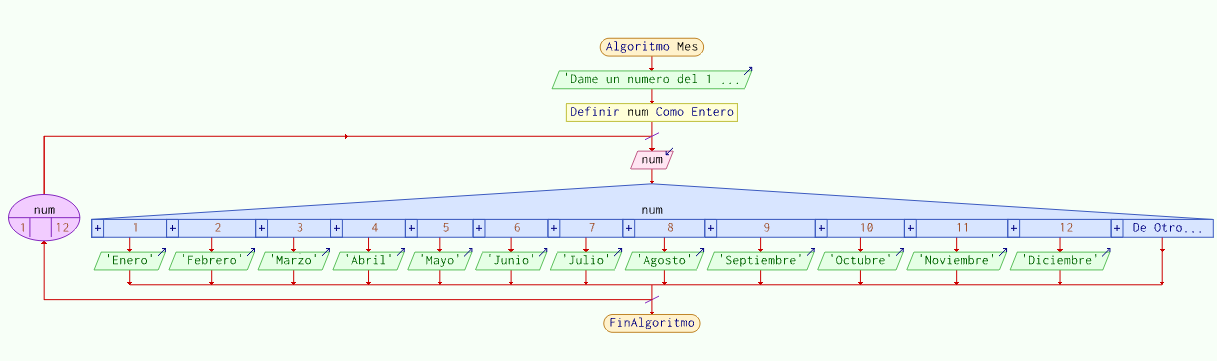 Algoritmo Mes
'Dame un numero del 1 ...
Definir num Como Entero
num
num
1 12
num
+ 1 + 2 + 3 + 4 + 5 + 6 + 7 + 8 + 9 + 10 + 11 + 12 + De Otro...
'Enero' 'Febrero' 'Marzo' 'Abril' 'Mayo' 'Junio' 'Julio' 'Agosto' 'Septiembre' 'Octubre' 'Noviembre' 'Diciembre'
FinAlgoritmo